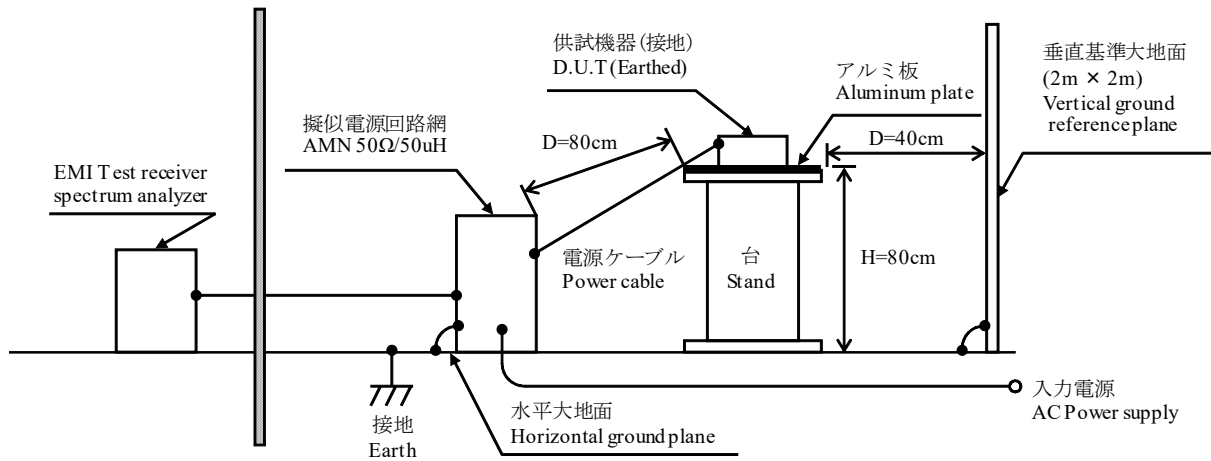 供試機器(接地)
D.U.T(Earthed)
アルミ板
Aluminum plate
垂直基準大地面
(2m × 2m)
Vertical ground
reference plane
擬似電源回路網
AMN 50Ω/50uH
D=80cm
D=40cm
EMI Test receiver
spectrum analyzer
電源ケーブル
Power cable
台
Stand
H=80cm
接地
Earth
水平大地面
Horizontal ground plane
入力電源
AC Power supply